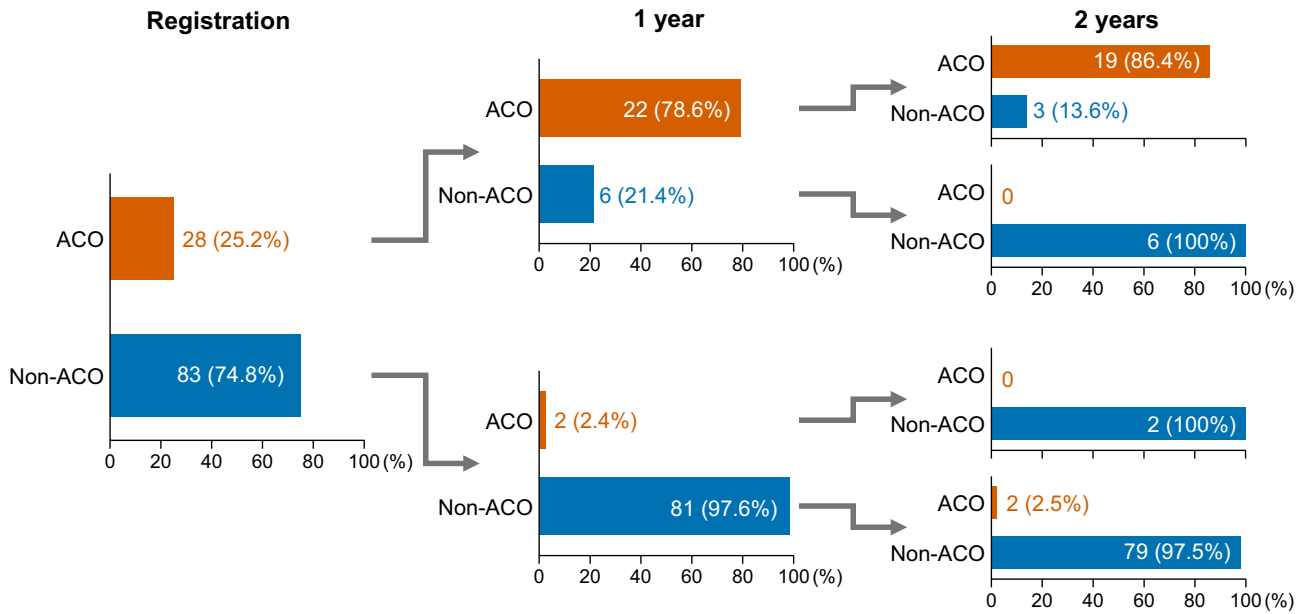 Registration
1 year
2 years
ACO
28 (25.2%)
Non-ACO
83 (74.8%)
0 20 40 60 80 100 (%)
ACO
22 (78.6%)
Non-ACO
6 (21.4%)
0 20 40 60 80 100 (%)
ACO
2 (2.4%)
Non-ACO
81 (97.6%)
0 20 40 60 80 100 (%)
ACO
19 (86.4%)
Non-ACO
3 (13.6%)
ACO
0
Non-ACO
6 (100%)
0 20 40 60 80 100 (%)
ACO
0
Non-ACO
2 (100%)
ACO
2 (2.5%)
Non-ACO
79 (97.5%)
0 20 40 60 80 100 (%)